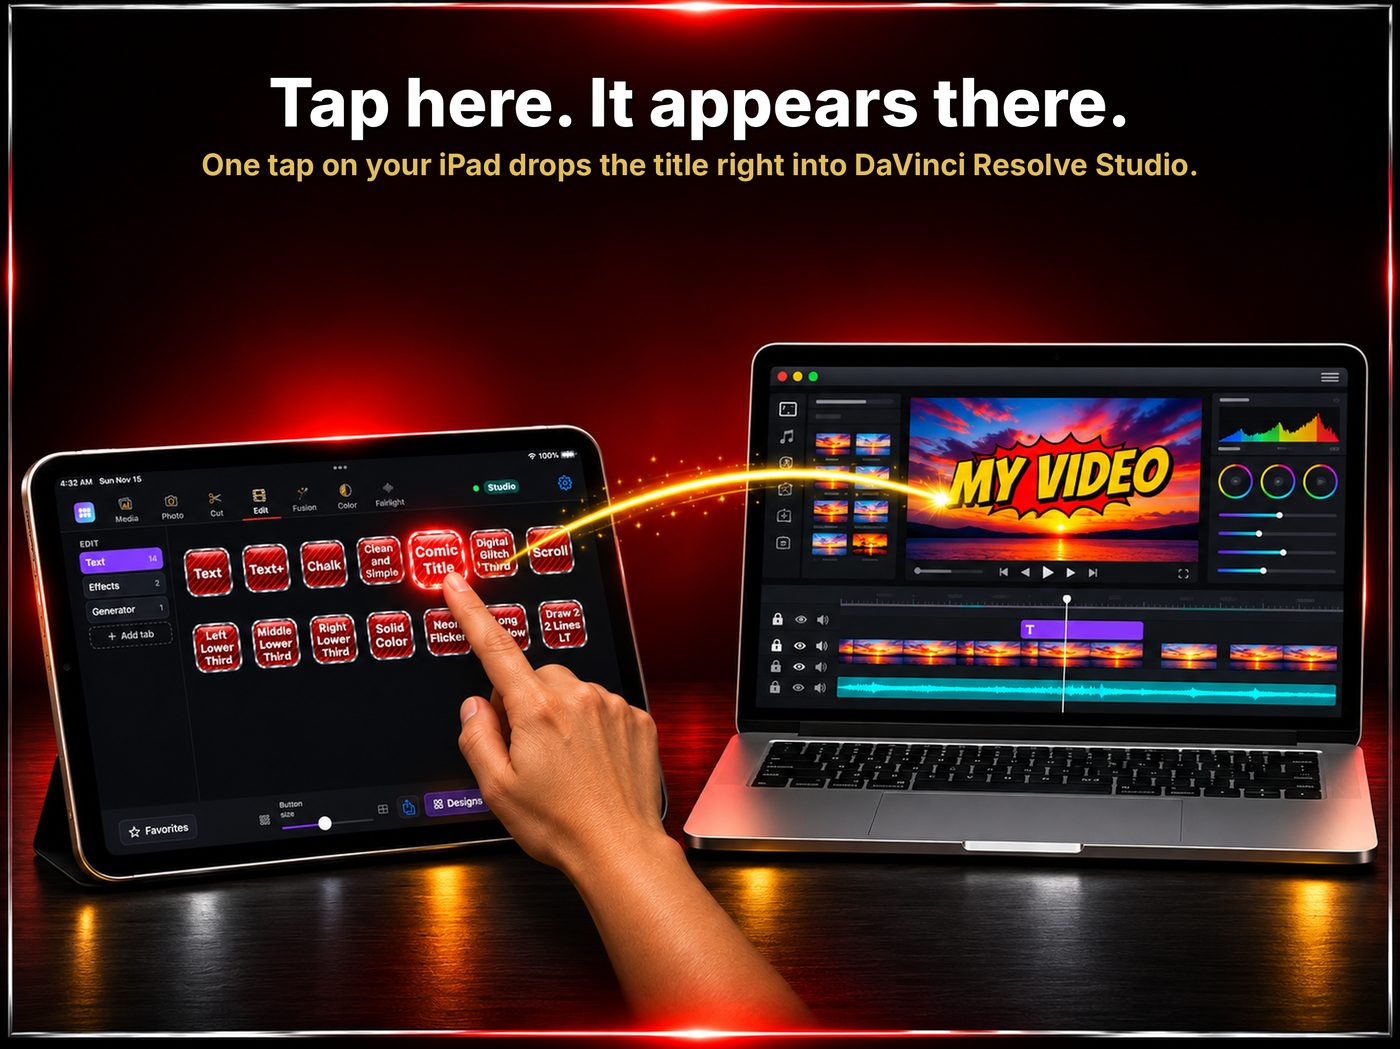 Tap here. It appears there.
One tap on your iPad drops the title right into DaVinci Resolve Studio.
4:32 AM Sun Nov 15
100%
Media
Photo
Cut
Edit
Fusion
Color
Fairlight
Studio
EDIT
Text 14
Effects 2
Generator 1
+ Add tab
Text
Text+
Chalk
Clean
and
Simple
Comic
Title
Digital
Glitch
Third
Scroll
Left
Lower
Third
Middle
Lower
Third
Right
Lower
Third
Solid
Color
Neon
Flicker
Draw 2
2 Lines
LT
Favorites
Button
size
Designs
MY VIDEO
T